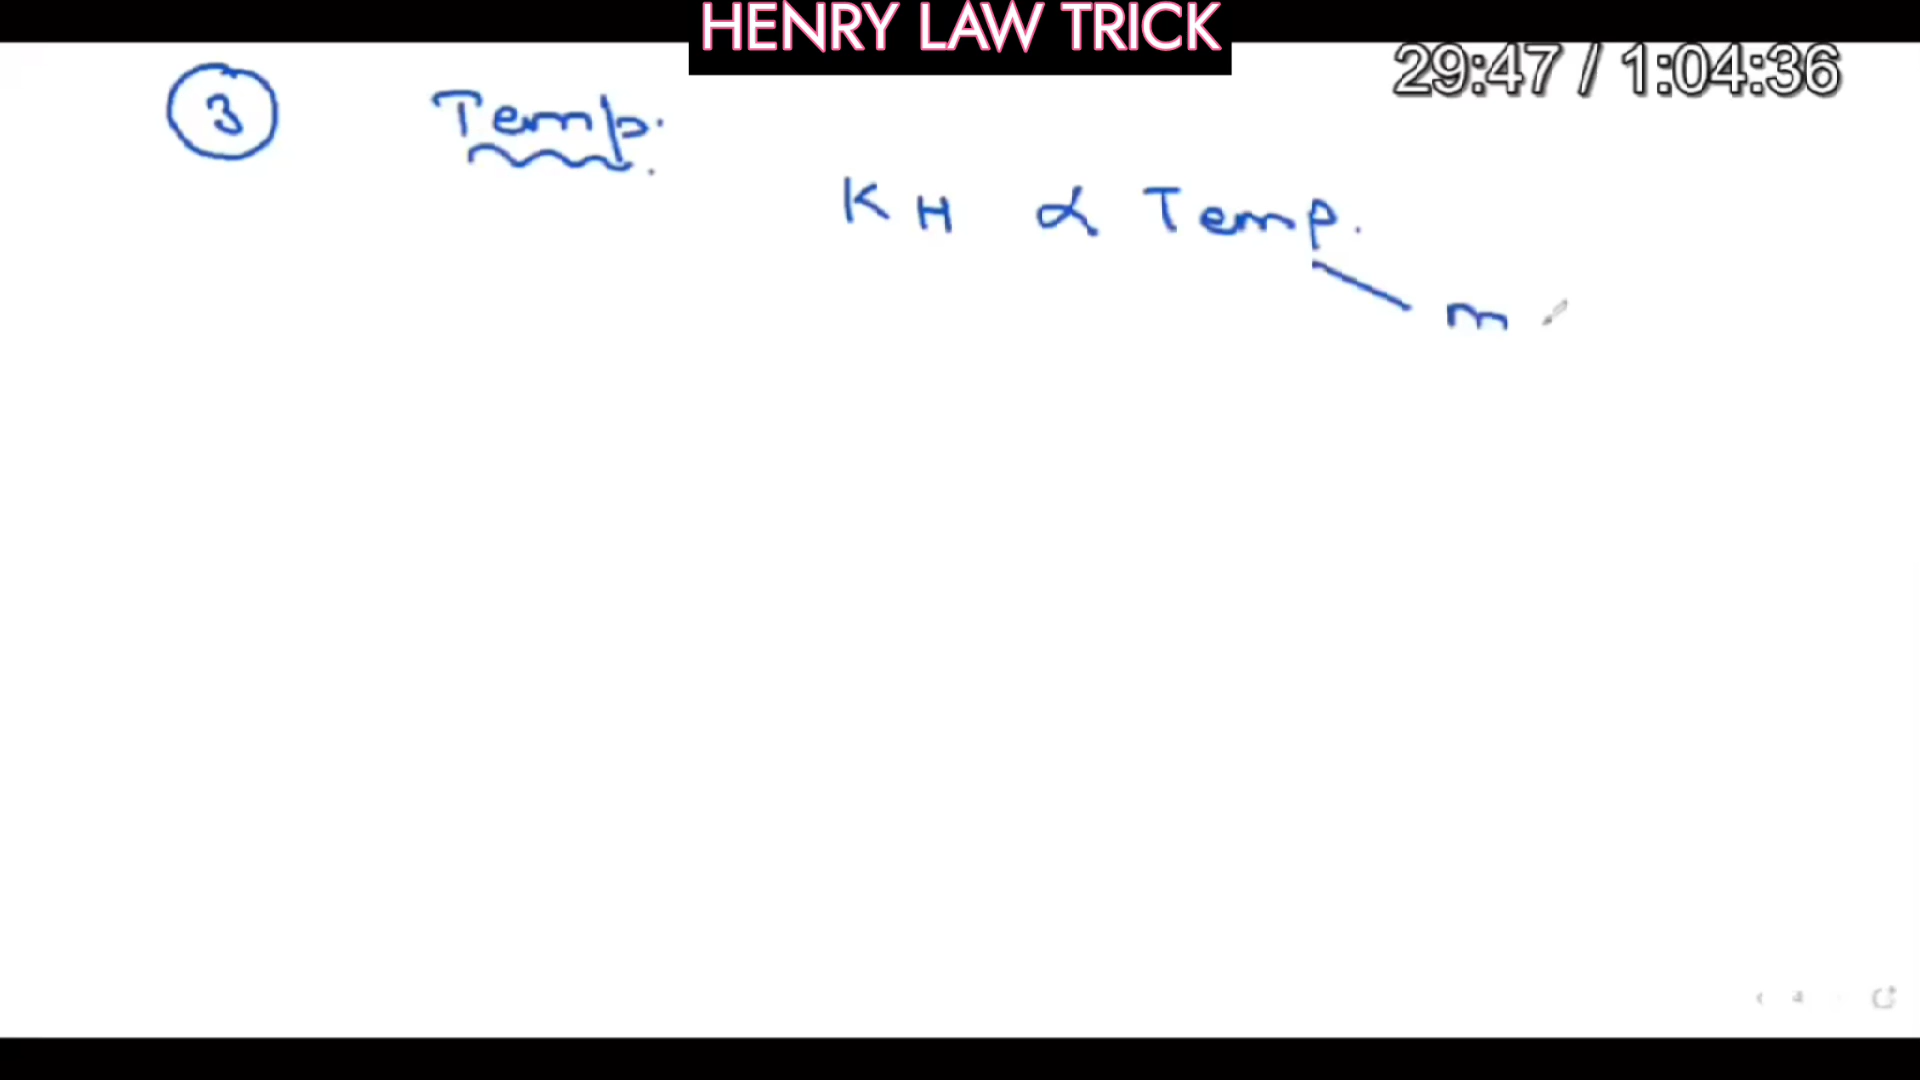 HENRY LAW TRICK
29:47 / 1:04:36
3 Temp.
KH α Temp.
m